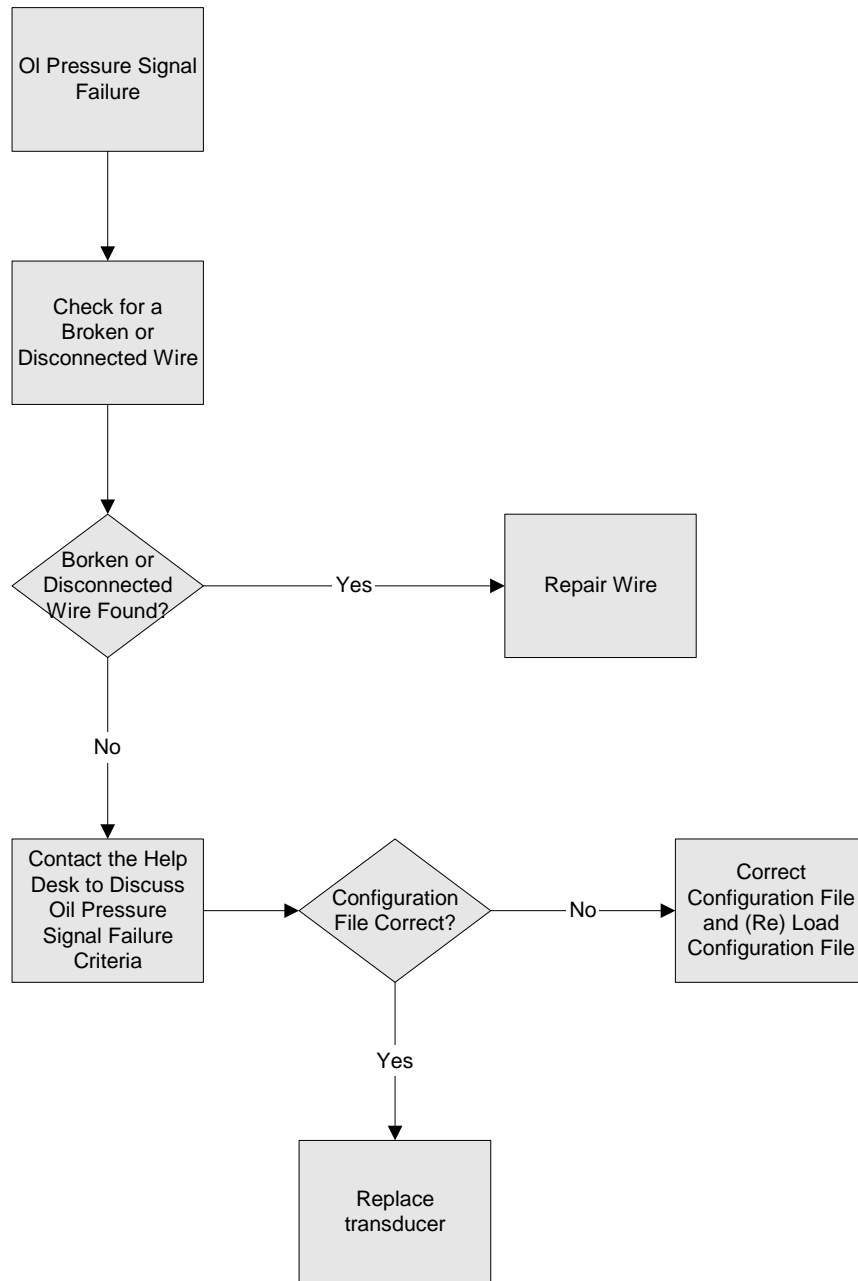 Ol Pressure Signal
Failure
Check for a
Broken or
Disconnected Wire
Borken or
Disconnected
Wire Found?
Yes
Repair Wire
No
Contact the Help
Desk to Discuss
Oil Pressure
Signal Failure
Criteria
Configuration
File Correct?
No
Correct
Configuration File
and (Re) Load
Configuration File
Yes
Replace
transducer